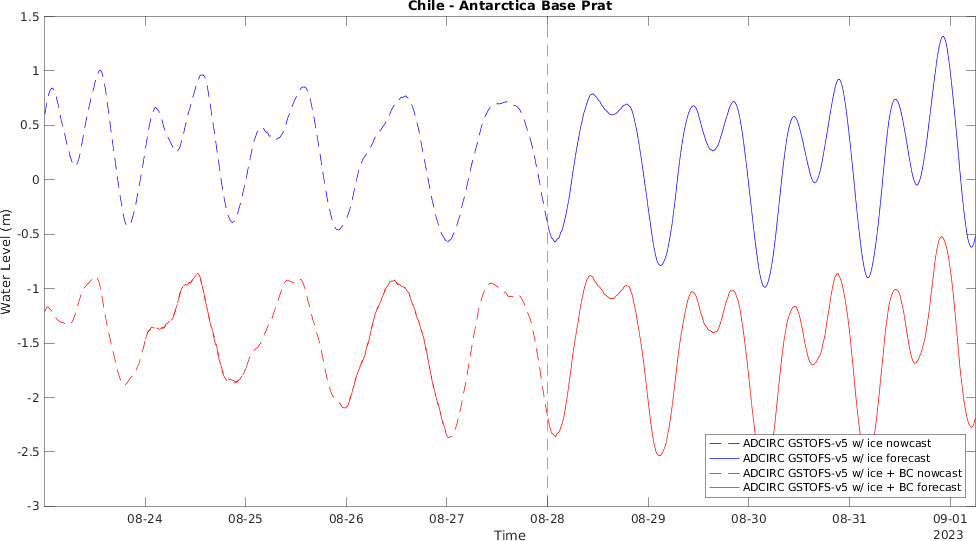 Chile - Antarctica Base Prat
1.5
1
0.5
0
-0.5
-1
-1.5
-2
-2.5
-3
Water Level (m)
ADCIRC GSTOFS-v5 w/ ice nowcast
ADCIRC GSTOFS-v5 w/ ice forecast
ADCIRC GSTOFS-v5 w/ ice + BC nowcast
ADCIRC GSTOFS-v5 w/ ice + BC forecast
08-24 08-25 08-26 08-27 08-28 08-29 08-30 08-31 09-01
2023
Time